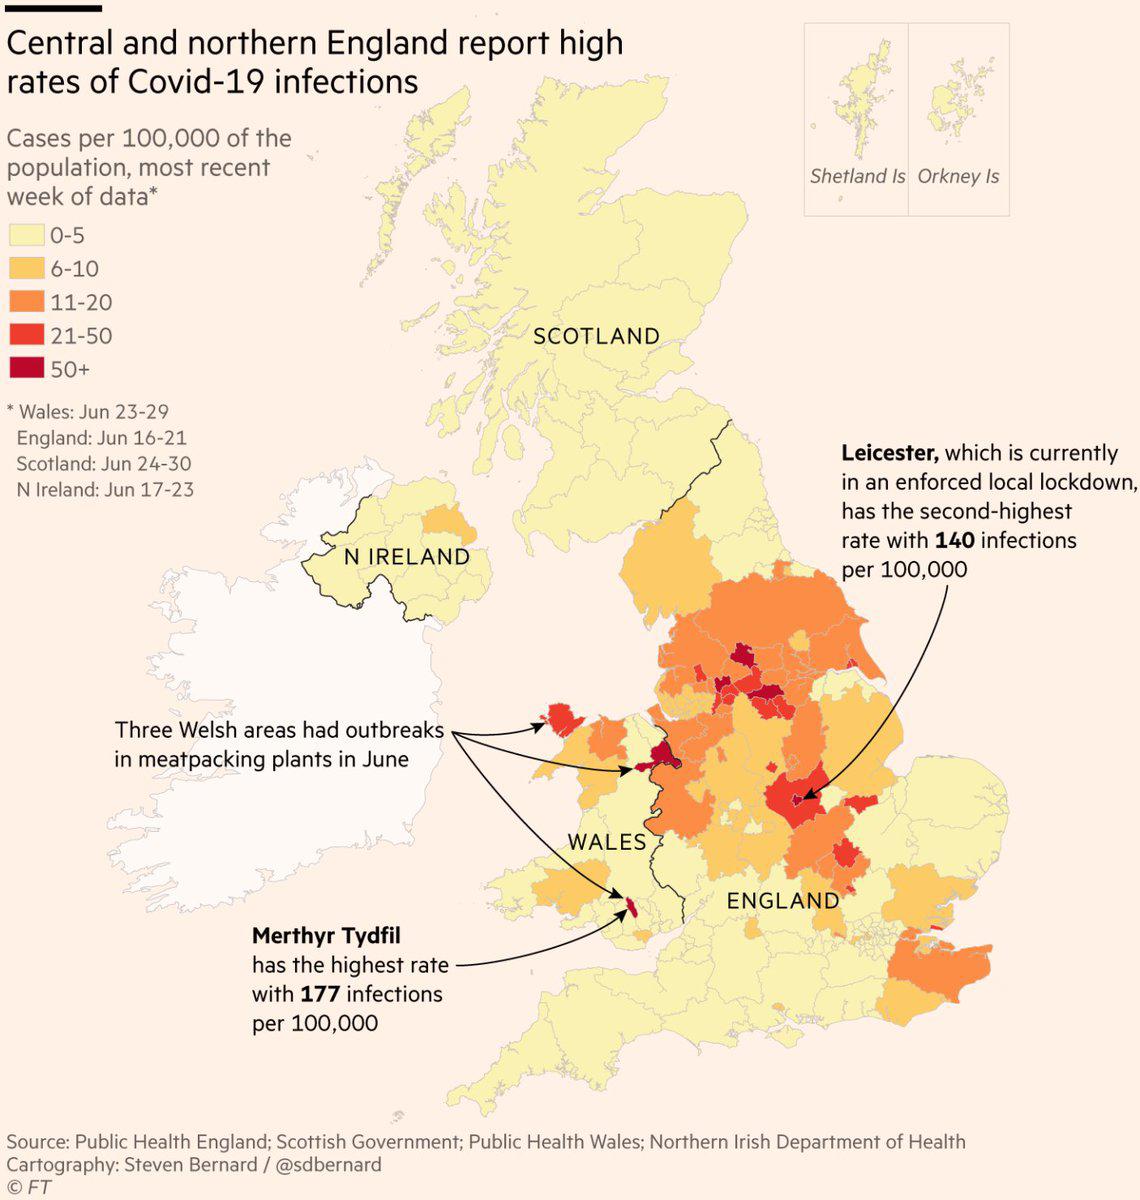 Central and northern England report high
rates of Covid-19 infections
Cases per 100,000 of the
population, most recent
week of data*
0-5
6-10
11-20
21-50
50+
* Wales: Jun 23-29
England: Jun 16-21
Scotland: Jun 24-30
N Ireland: Jun 17-23
Shetland Is
Orkney Is
SCOTLAND
N IRELAND
Leicester, which is currently
in an enforced local lockdown,
has the second-highest
rate with 140 infections
per 100,000
Three Welsh areas had outbreaks
in meatpacking plants in June
WALES
ENGLAND
Merthyr Tydfil
has the highest rate
with 177 infections
per 100,000
Source: Public Health England; Scottish Government; Public Health Wales; Northern Irish Department of Health
Cartography: Steven Bernard / @sdbernard
© FT